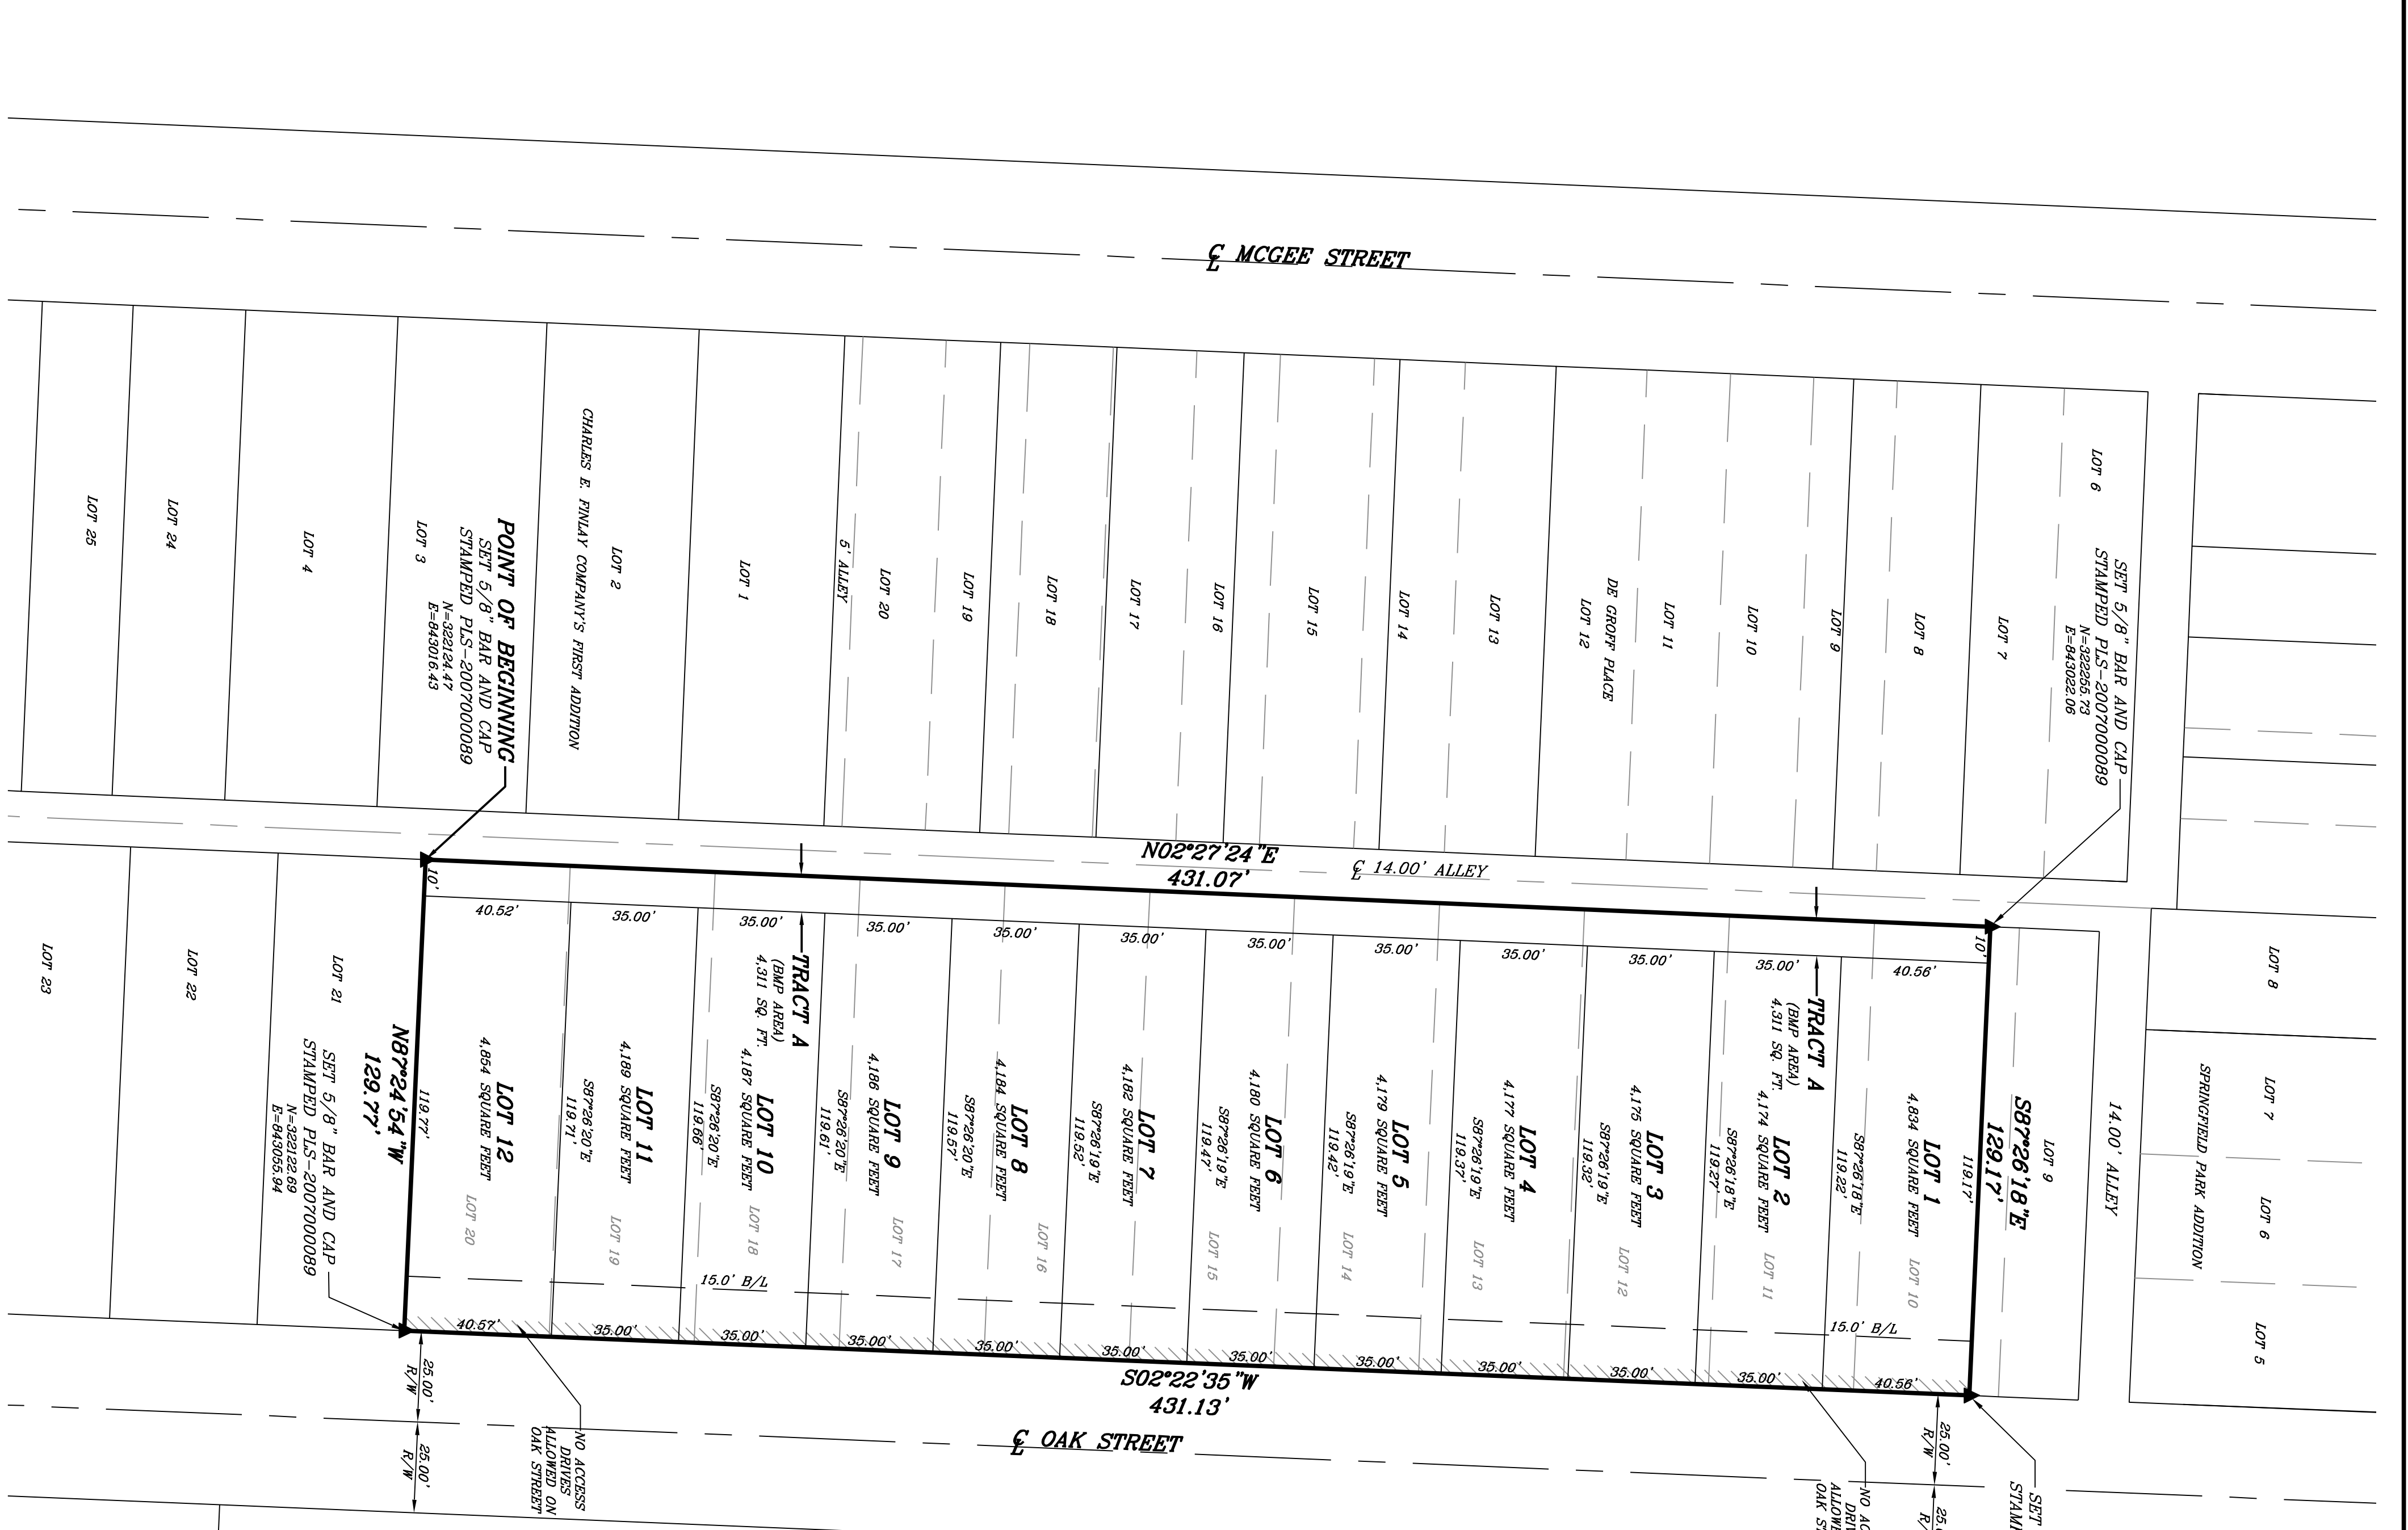 ℄ MCGEE STREET
LOT 25
LOT 24
LOT 4
LOT 3
LOT 2
CHARLES E. FINLAY COMPANY'S FIRST ADDITION
LOT 1
5' ALLEY
LOT 20
LOT 19
LOT 18
LOT 17
LOT 16
LOT 15
LOT 14
LOT 13
LOT 12
DE GROFF PLACE
LOT 11
LOT 10
LOT 9
LOT 8
LOT 7
LOT 6
SET 5/8" BAR AND CAP
STAMPED PLS-2007000089
N=322255.73
E=843022.06
POINT OF BEGINNING
SET 5/8" BAR AND CAP
STAMPED PLS-2007000089
N=322124.47
E=843016.43
N02°27'24"E
431.07'
℄ 14.00' ALLEY
10'
40.52'
35.00'
35.00'
35.00'
35.00'
35.00'
35.00'
35.00'
35.00'
35.00'
35.00'
40.56'
10'
TRACT A
(BMP AREA)
4,311 SQ. FT.
TRACT A
(BMP AREA)
4,311 SQ. FT.
LOT 23
LOT 22
LOT 21
SET 5/8" BAR AND CAP
STAMPED PLS-2007000089
N=322122.69
E=843055.94
N87°24'54"W
129.77'
119.77'
LOT 12
4,854 SQUARE FEET
LOT 20
S87°26'20"E
119.71'
LOT 11
4,189 SQUARE FEET
LOT 19
S87°26'20"E
119.66'
LOT 10
4,187 SQUARE FEET
LOT 18
S87°26'20"E
119.61'
LOT 9
4,186 SQUARE FEET
LOT 17
S87°26'20"E
119.57'
LOT 8
4,184 SQUARE FEET
LOT 16
S87°26'19"E
119.52'
LOT 7
4,182 SQUARE FEET
S87°26'19"E
119.47'
LOT 15
LOT 6
4,180 SQUARE FEET
S87°26'19"E
119.42'
LOT 14
LOT 5
4,179 SQUARE FEET
S87°26'19"E
119.37'
LOT 13
LOT 4
4,177 SQUARE FEET
S87°26'19"E
119.32'
LOT 12
LOT 3
4,175 SQUARE FEET
S87°26'18"E
119.27'
LOT 11
LOT 2
4,174 SQUARE FEET
S87°26'18"E
119.22'
LOT 10
LOT 1
4,834 SQUARE FEET
119.17'
S87°26'18"E
129.17'
LOT 9
14.00' ALLEY
SPRINGFIELD PARK ADDITION
LOT 8
LOT 7
LOT 6
LOT 5
15.0' B/L
15.0' B/L
40.57'
35.00'
35.00'
35.00'
35.00'
35.00'
35.00'
35.00'
35.00'
35.00'
35.00'
40.56'
S02°22'35"W
431.13'
℄ OAK STREET
25.00'
R/W
25.00'
R/W
NO ACCESS
DRIVES
ALLOWED ON
OAK STREET
25.00'
R/W
25.
R/
NO AC
DRIV
ALLOWE
OAK ST
SET
STAM